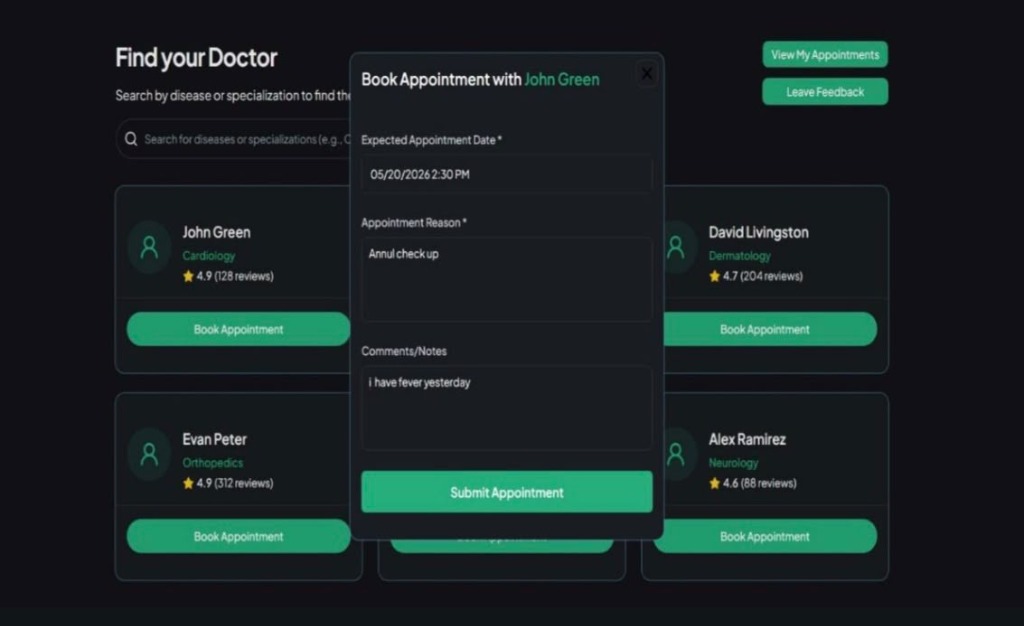 Find your Doctor
View My Appointments
Search by disease or specialization to find the
Leave Feedback
Search for diseases or specializations (e.g.,
Book Appointment with John Green
X
Expected Appointment Date *
05/20/2026 2:30 PM
Appointment Reason *
Annul check up
Comments/Notes
i have fever yesterday
Submit Appointment
John Green
Cardiology
4.9 (128 reviews)
Book Appointment
David Livingston
Dermatology
4.7 (204 reviews)
Book Appointment
Evan Peter
Orthopedics
4.9 (312 reviews)
Book Appointment
Alex Ramirez
Neurology
4.6 (88 reviews)
Book Appointment